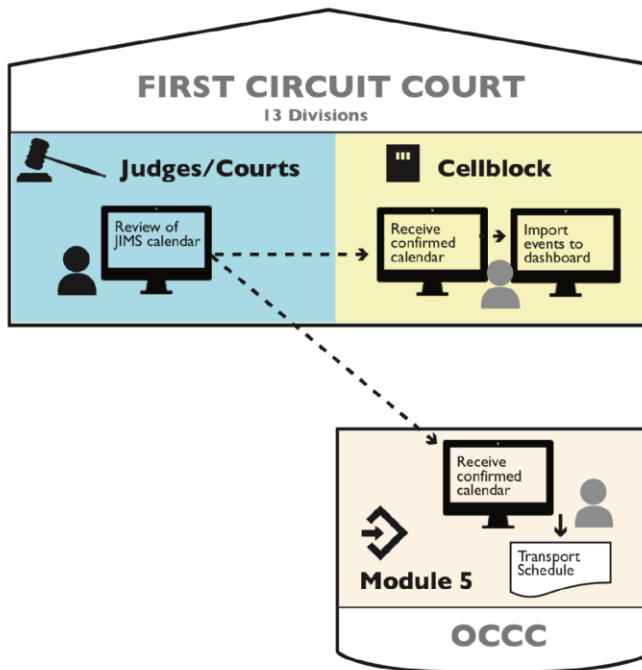 FIRST CIRCUIT COURT
13 Divisions
Judges/Courts
Review of
JIMS calendar
Cellblock
Receive
confirmed
calendar
Import
events to
dashboard
Receive
confirmed
calendar
Transport
Schedule
Module 5
OCCC